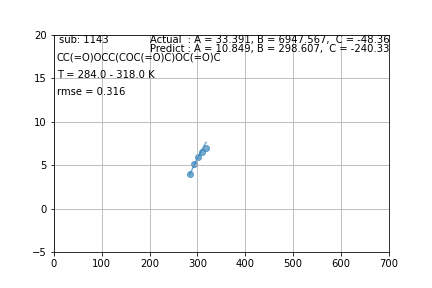 sub: 1143
Actual : A = 33.391, B = 6947.567, C = -48.36
Predict : A = 10.849, B = 298.607, C = -240.33
CC(=O)OCC(COC(=O)C)OC(=O)C
T = 284.0 - 318.0 K
rmse = 0.316
20
15
10
5
0
−5
0 100 200 300 400 500 600 700